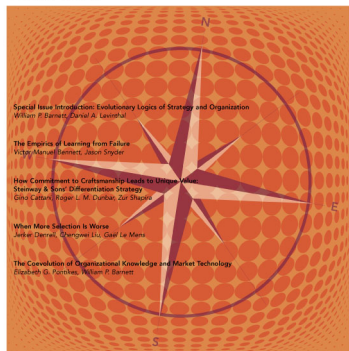 N
Special Issue Introduction: Evolutionary Logics of Strategy and Organization
William P. Barnett, Daniel A. Levinthal
The Empirics of Learning from Failure
Victor Manuel Bennett, Jason Snyder
How Commitment to Craftsmanship Leads to Unique Value:
Steinway & Sons' Differentiation Strategy
Gino Cattani, Roger L. M. Dunbar, Zur Shapira
E
When More Selection Is Worse
Jerker Denrell, Chengwei Liu, Gaël Le Mens
The Coevolution of Organizational Knowledge and Market Technology
Elizabeth G. Pontikes, William P. Barnett
S